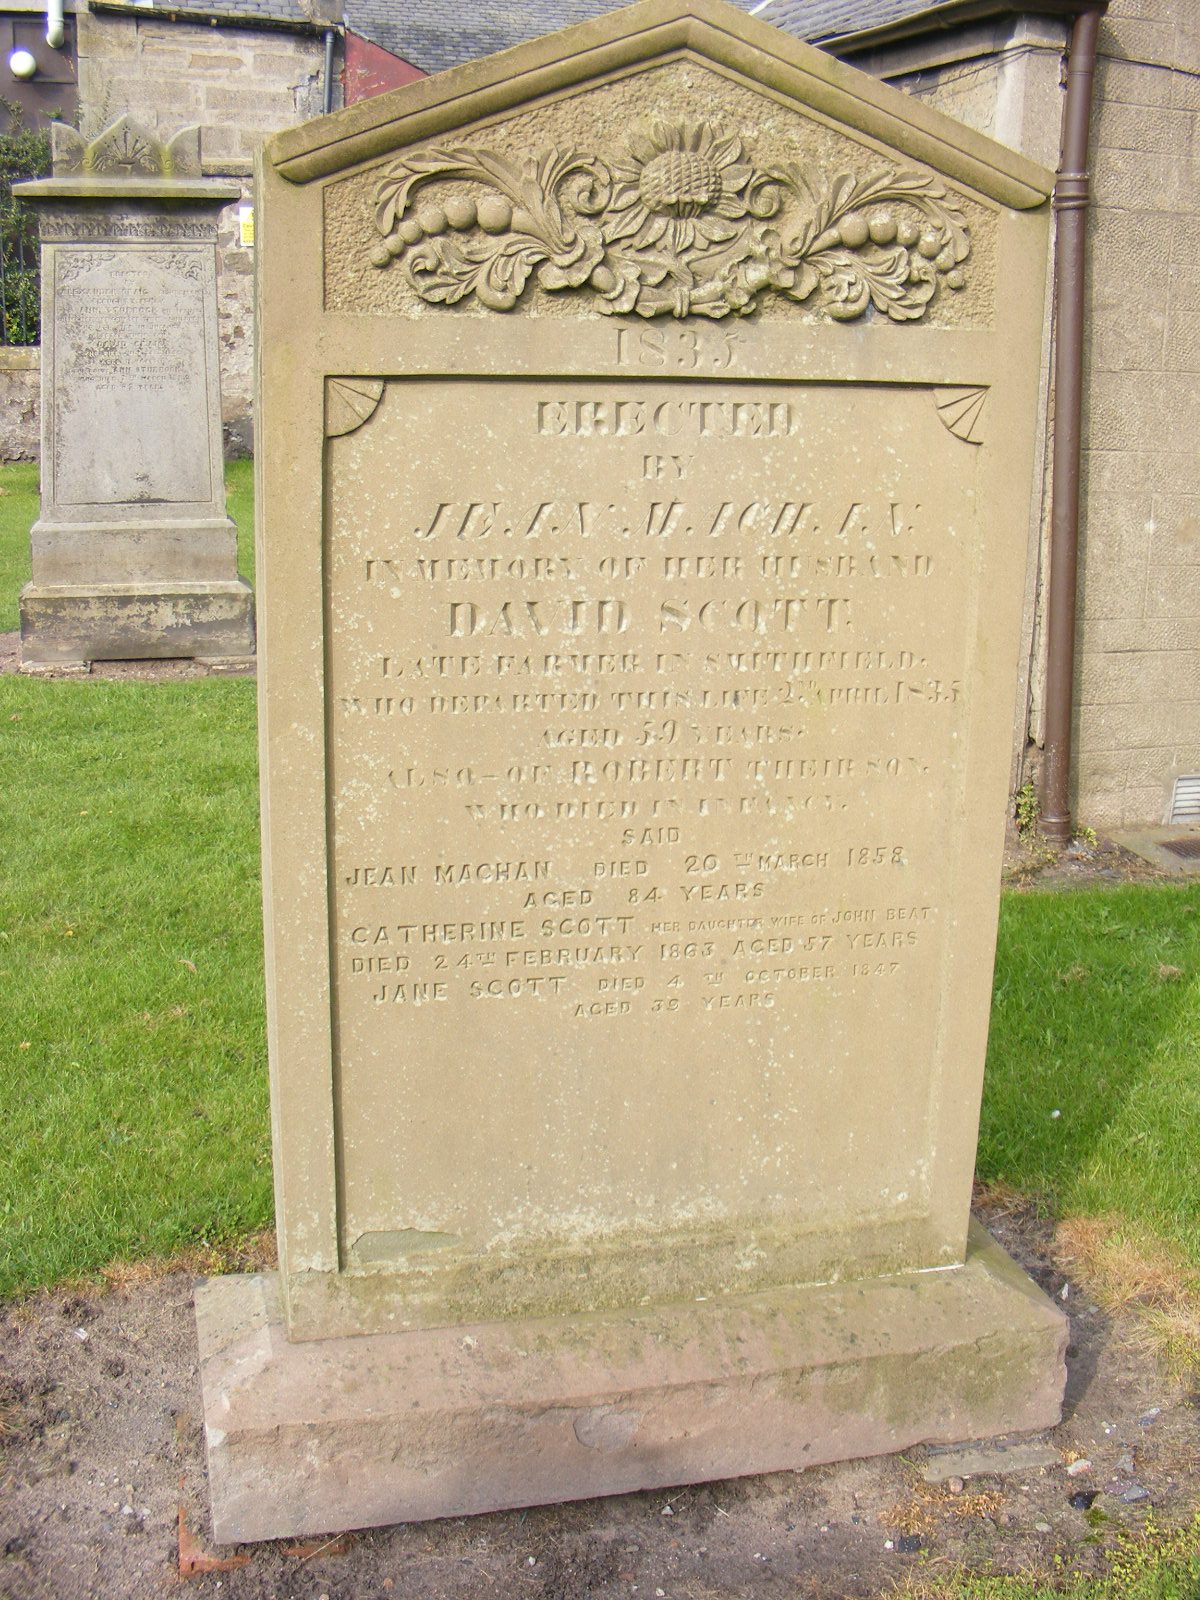 1835
ERECTED
BY
JEAN MACHAN
IN MEMORY OF HER HUSBAND
DAVID SCOTT.
LATE FARMER IN SMITHFIELD.
WHO DEPARTED THIS LIFE 2ND APRIL 1835
AGED 59 YEARS.
ALSO-OF ROBERT THEIR SON.
WHO DIED IN INFANCY.
SAID
JEAN MACHAN DIED 20TH MARCH 1858
AGED 84 YEARS
CATHERINE SCOTT HER DAUGHTER WIFE OF JOHN BEAT
DIED 24TH FEBRUARY 1863 AGED 57 YEARS
JANE SCOTT DIED 4TH OCTOBER 1847
AGED 39 YEARS
ERECTED